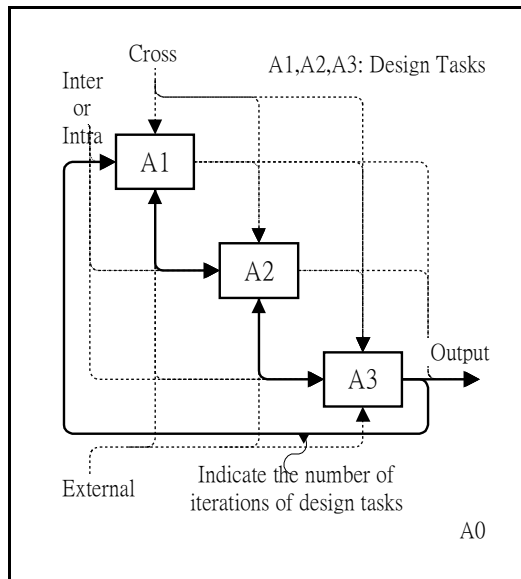 Cross
A1,A2,A3: Design Tasks
Inter
or
Intra
A1
A2
A3
Output
External
Indicate the number of
iterations of design tasks
A0